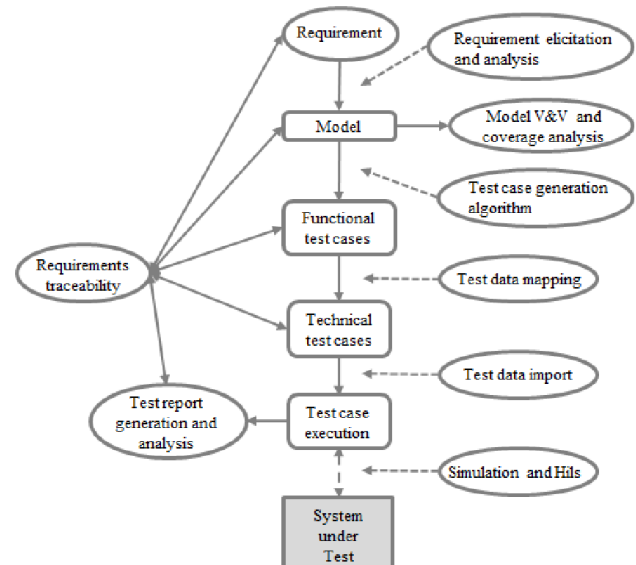 Requirement
Requirement elicitation
and analysis
Model
Model V&V and
coverage analysis
Test case generation
algorithm
Functional
test cases
Requirements
traceability
Test data mapping
Technical
test cases
Test data import
Test report
generation and
analysis
Test case
execution
Simulation and Hils
System
under
Test